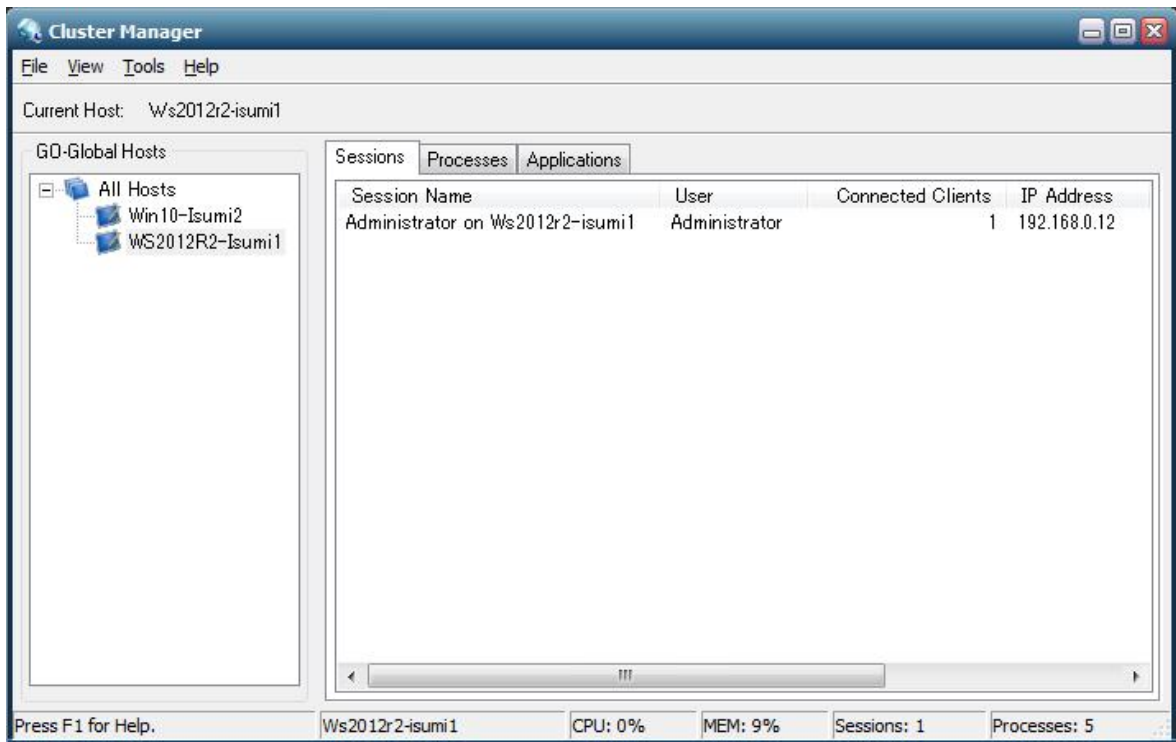 Cluster Manager
File View Tools Help
Current Host: Ws2012r2-isumi1
GO-Global Hosts
All Hosts
Win10-Isumi2
WS2012R2-Isumi1
Sessions Processes Applications
Session Name User Connected Clients IP Address
Administrator on Ws2012r2-isumi1 Administrator 1 192.168.0.12
Press F1 for Help. Ws2012r2-isumi1 CPU: 0% MEM: 9% Sessions: 1 Processes: 5